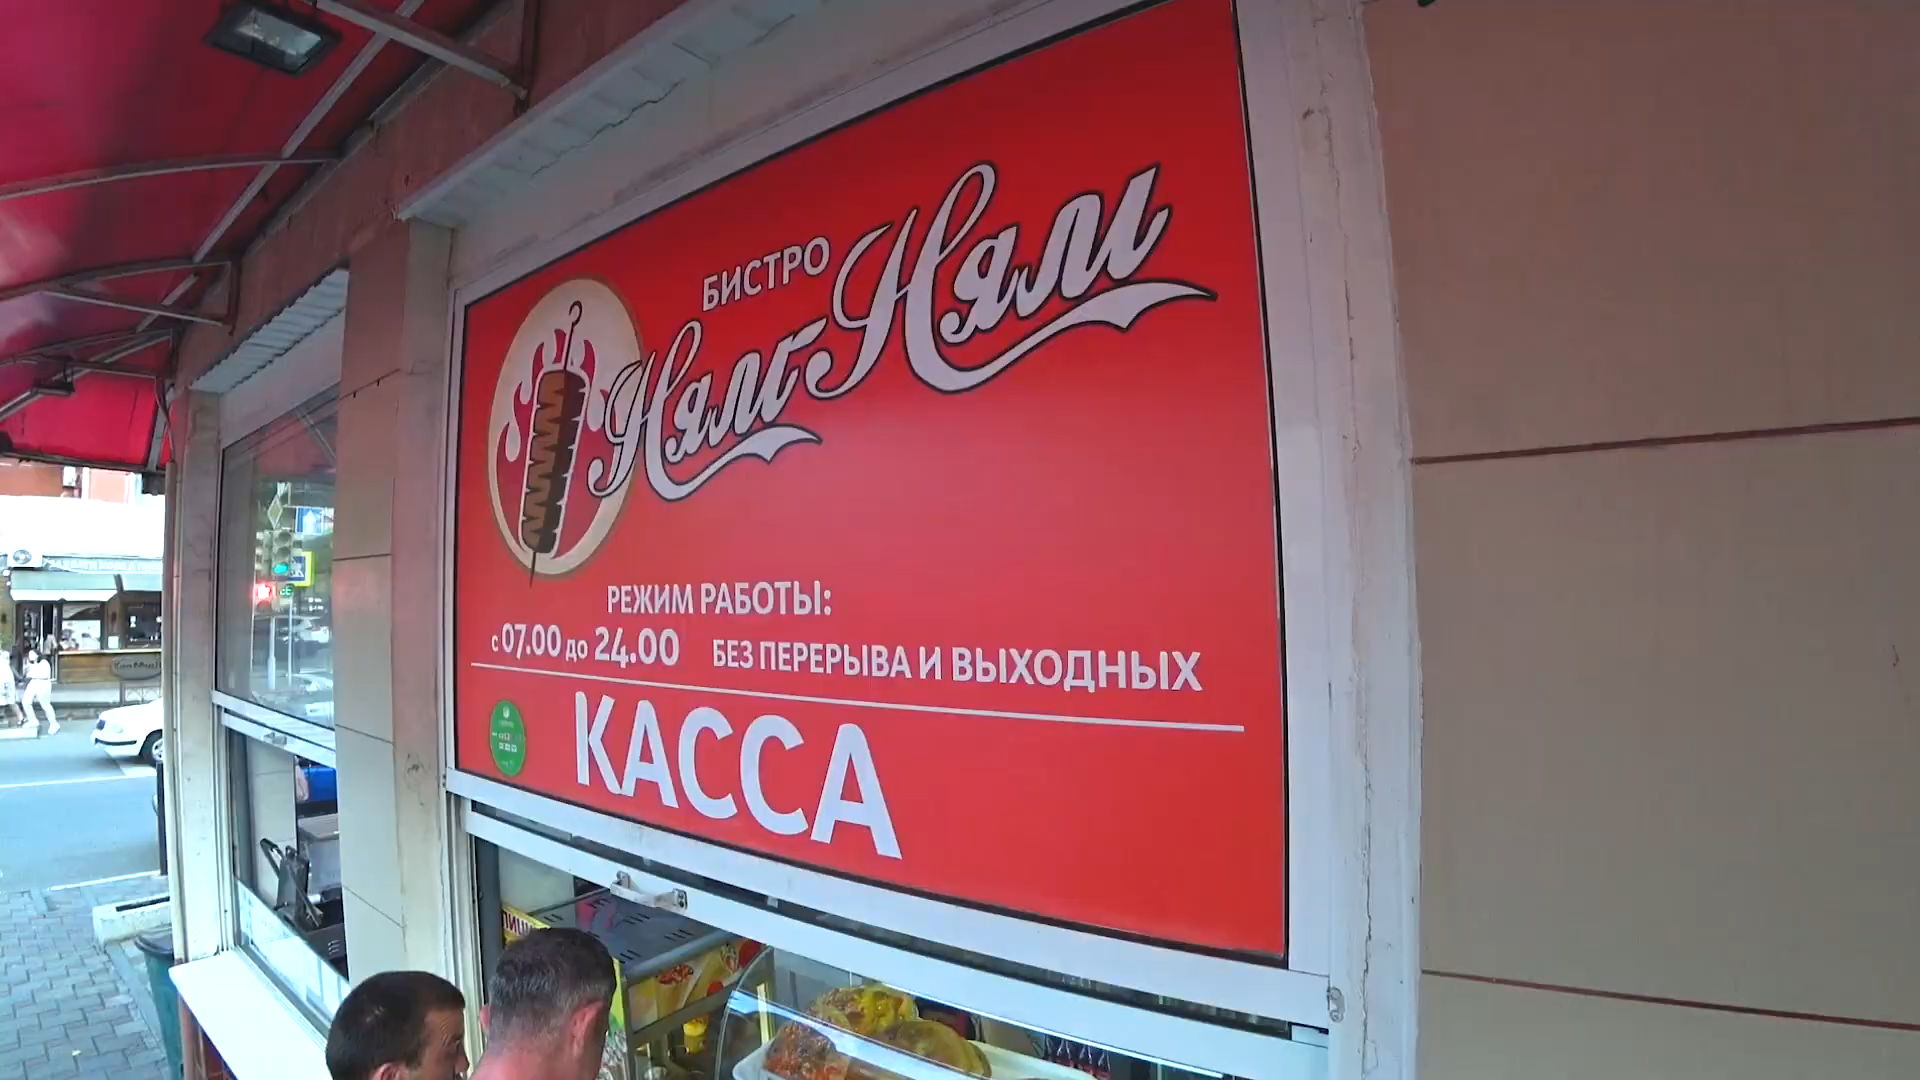 БИСТРО
Ням-Ням
РЕЖИМ РАБОТЫ:
с 07.00 до 24.00 БЕЗ ПЕРЕРЫВА И ВЫХОДНЫХ
КАССА